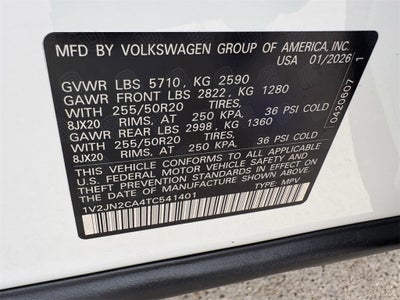 MFD BY VOLKSWAGEN GROUP OF AMERICA, INC.
USA 01/2026
GVWR LBS 5710, KG 2590
GAWR FRONT LBS 2822, KG 1280
WITH 255/50R20 TIRES,
8JX20 RIMS, AT 250 KPA, 36 PSI COLD
GAWR REAR LBS 2998, KG 1360
WITH 255/50R20 TIRES,
8JX20 RIMS, AT 250 KPA, 36 PSI COLD
THIS VEHICLE CONFORMS TO ALL APPLICABLE
FEDERAL MOTOR VEHICLE SAFETY, BUMPER, AND
THEFT PREVENTION STANDARDS IN EFFECT ON
THE DATE OF MANUFACTURE SHOWN ABOVE.
1V2JN2CA4TC541401 TYPE: MPV
0420607 1